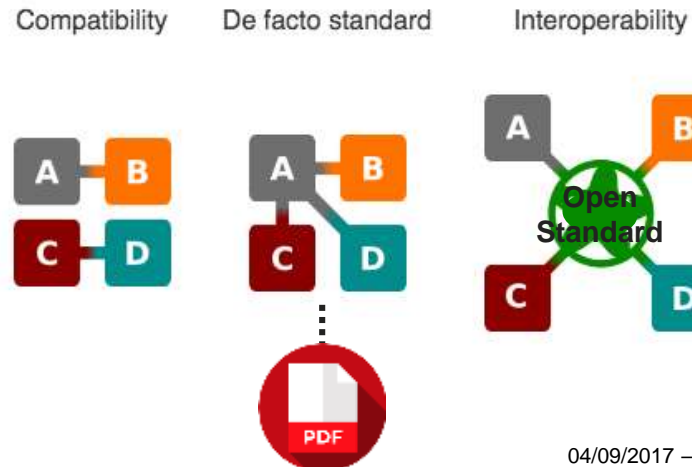 Compatibility
De facto standard
Interoperability
A B
C D
A B
C D
A B
Open
Standard
C D
PDF
04/09/2017 –